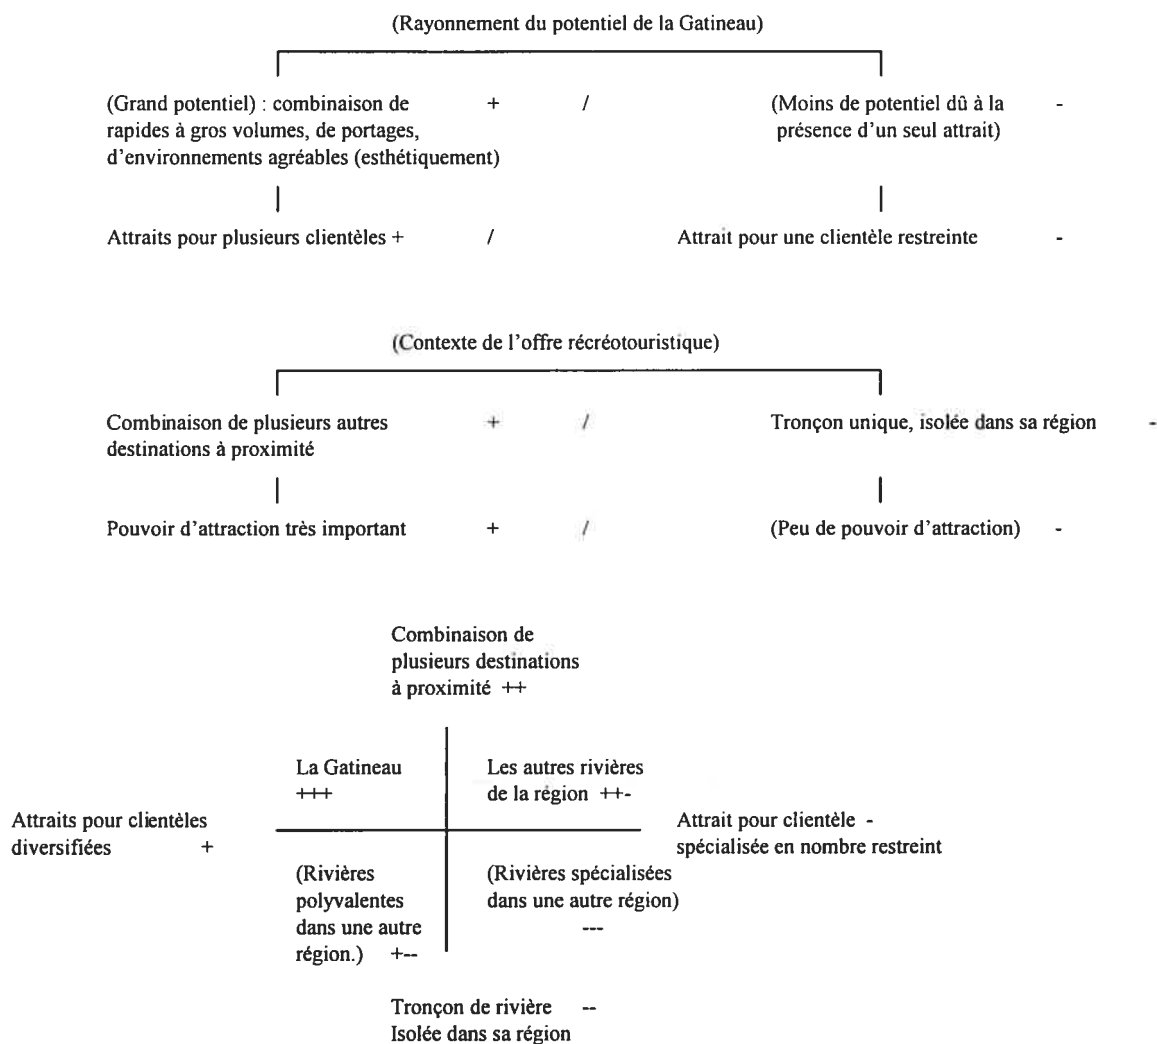 (Rayonnement du potentiel de la Gatineau)
(Grand potentiel) : combinaison de + / (Moins de potentiel dû à la -
rapides à gros volumes, de portages, présence d'un seul attrait)
d'environnements agréables (esthétiquement)
Attraits pour plusieurs clientèles + / Attrait pour une clientèle restreinte -
(Contexte de l'offre récréotouristique)
Combinaison de plusieurs autres + / Tronçon unique, isolée dans sa région -
destinations à proximité
Pouvoir d'attraction très important + / (Peu de pouvoir d'attraction) -
Combinaison de
plusieurs destinations
à proximité ++
La Gatineau
+++
Les autres rivières
de la région ++-
Attraits pour clientèles
diversifiées +
Attrait pour clientèle -
spécialisée en nombre restreint
(Rivières
polyvalentes
dans une autre
région.) +--
(Rivières spécialisées
dans une autre région)
---
Tronçon de rivière --
Isolée dans sa région